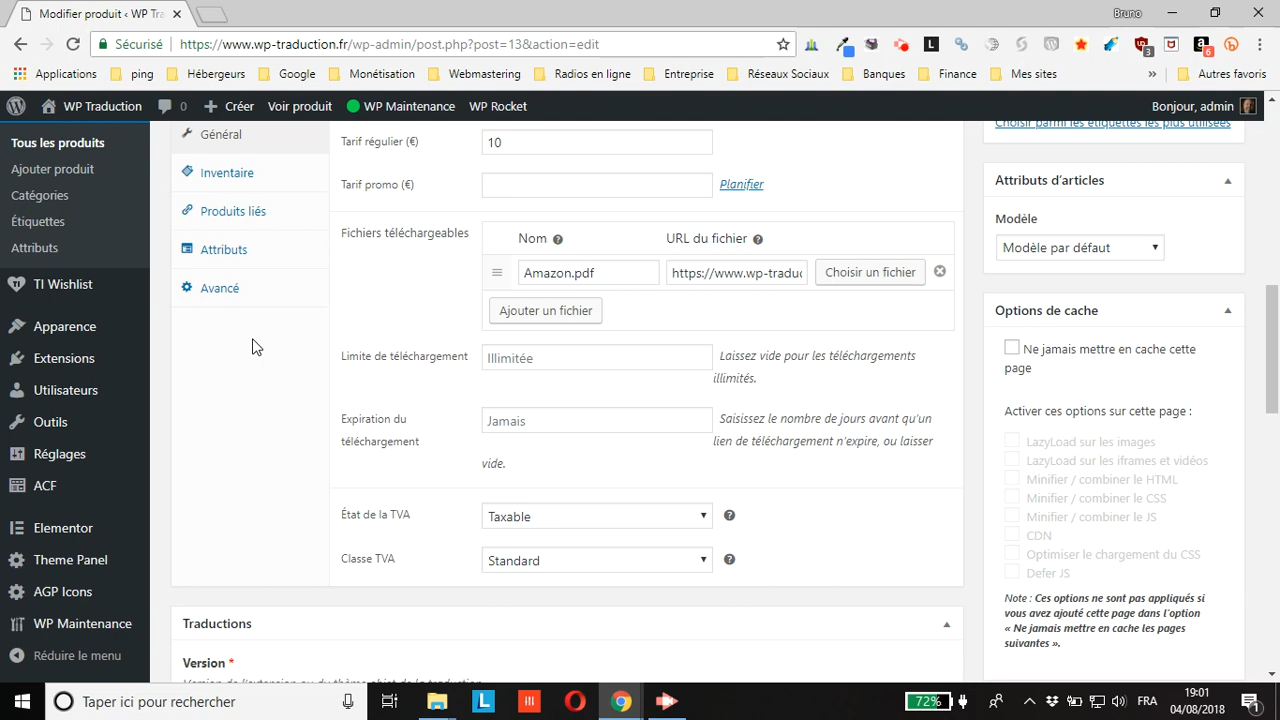 Modifier produit ‹ WP Tra
Bruno
Sécurisé
https://www.wp-traduction.fr/wp-admin/post.php?post=13&action=edit
Applications
ping
Hébergeurs
Google
Monétisation
Webmastering
Radios en ligne
Entreprise
Réseaux Sociaux
Banques
Finance
Mes sites
»
Autres favoris
WP Traduction
0
Créer
Voir produit
WP Maintenance
WP Rocket
Bonjour, admin
Tous les produits
Ajouter produit
Catégories
Étiquettes
Attributs
TI Wishlist
Apparence
Extensions
Utilisateurs
Outils
Réglages
ACF
Elementor
Theme Panel
AGP Icons
WP Maintenance
Réduire le menu
Général
Inventaire
Produits liés
Attributs
Avancé
Tarif régulier (€)
10
Tarif promo (€)
Planifier
Fichiers téléchargeables
Nom
URL du fichier
Amazon.pdf
https://www.wp-traduc
Choisir un fichier
Ajouter un fichier
Limite de téléchargement
Illimitée
Laissez vide pour les téléchargements
illimités.
Expiration du
téléchargement
Jamais
Saisissez le nombre de jours avant qu'un
lien de téléchargement n'expire, ou laisser
vide.
État de la TVA
Taxable
Classe TVA
Standard
Traductions
Version *
Version de l'extension ou du thème objet de la traduction
Choisir parmi les étiquettes les plus utilisées
Attributs d'articles
Modèle
Modèle par défaut
Options de cache
Ne jamais mettre en cache cette
page
Activer ces options sur cette page :
LazyLoad sur les images
LazyLoad sur les iframes et vidéos
Minifier / combiner le HTML
Minifier / combiner le CSS
Minifier / combiner le JS
CDN
Optimiser le chargement du CSS
Defer JS
Note : Ces options ne sont pas appliqués si
vous avez ajouté cette page dans l'option
« Ne jamais mettre en cache les pages
suivantes ».
Taper ici pour rechercher
72%
FRA
19:01
04/08/2018